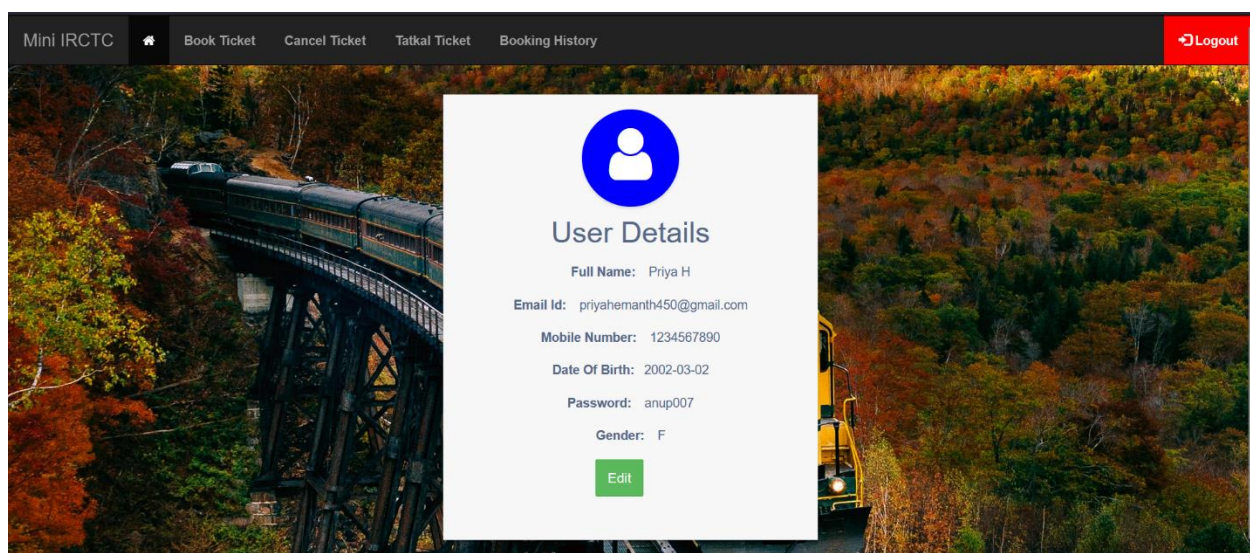 Mini IRCTC Book Ticket Cancel Ticket Tatkal Ticket Booking History Logout
User Details
Full Name: Priya H
Email Id: priyahemanth450@gmail.com
Mobile Number: 1234567890
Date Of Birth: 2002-03-02
Password: anup007
Gender: F
Edit